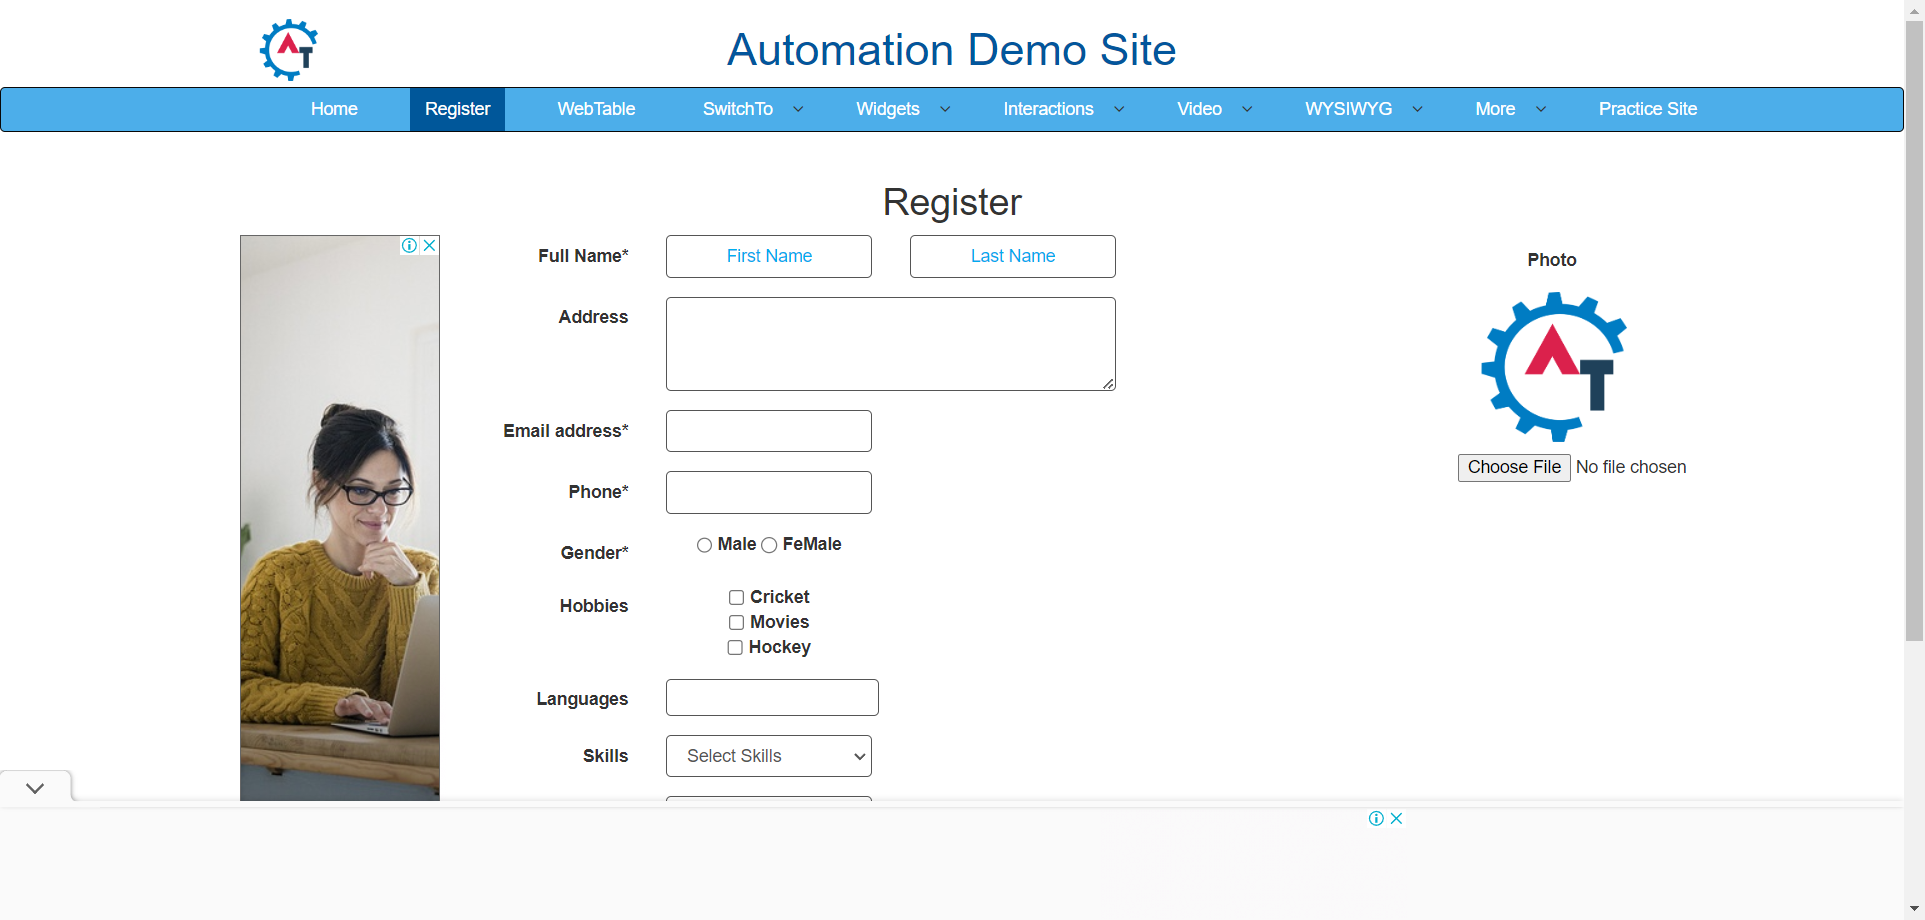 AT
Automation Demo Site
Home Register WebTable SwitchTo Widgets Interactions Video WYSIWYG More Practice Site
Register
Full Name* First Name Last Name
Photo
Address
AT
Email address*
Choose File No file chosen
Phone*
Gender* Male FeMale
Hobbies Cricket
Movies
Hockey
Languages
Skills Select Skills